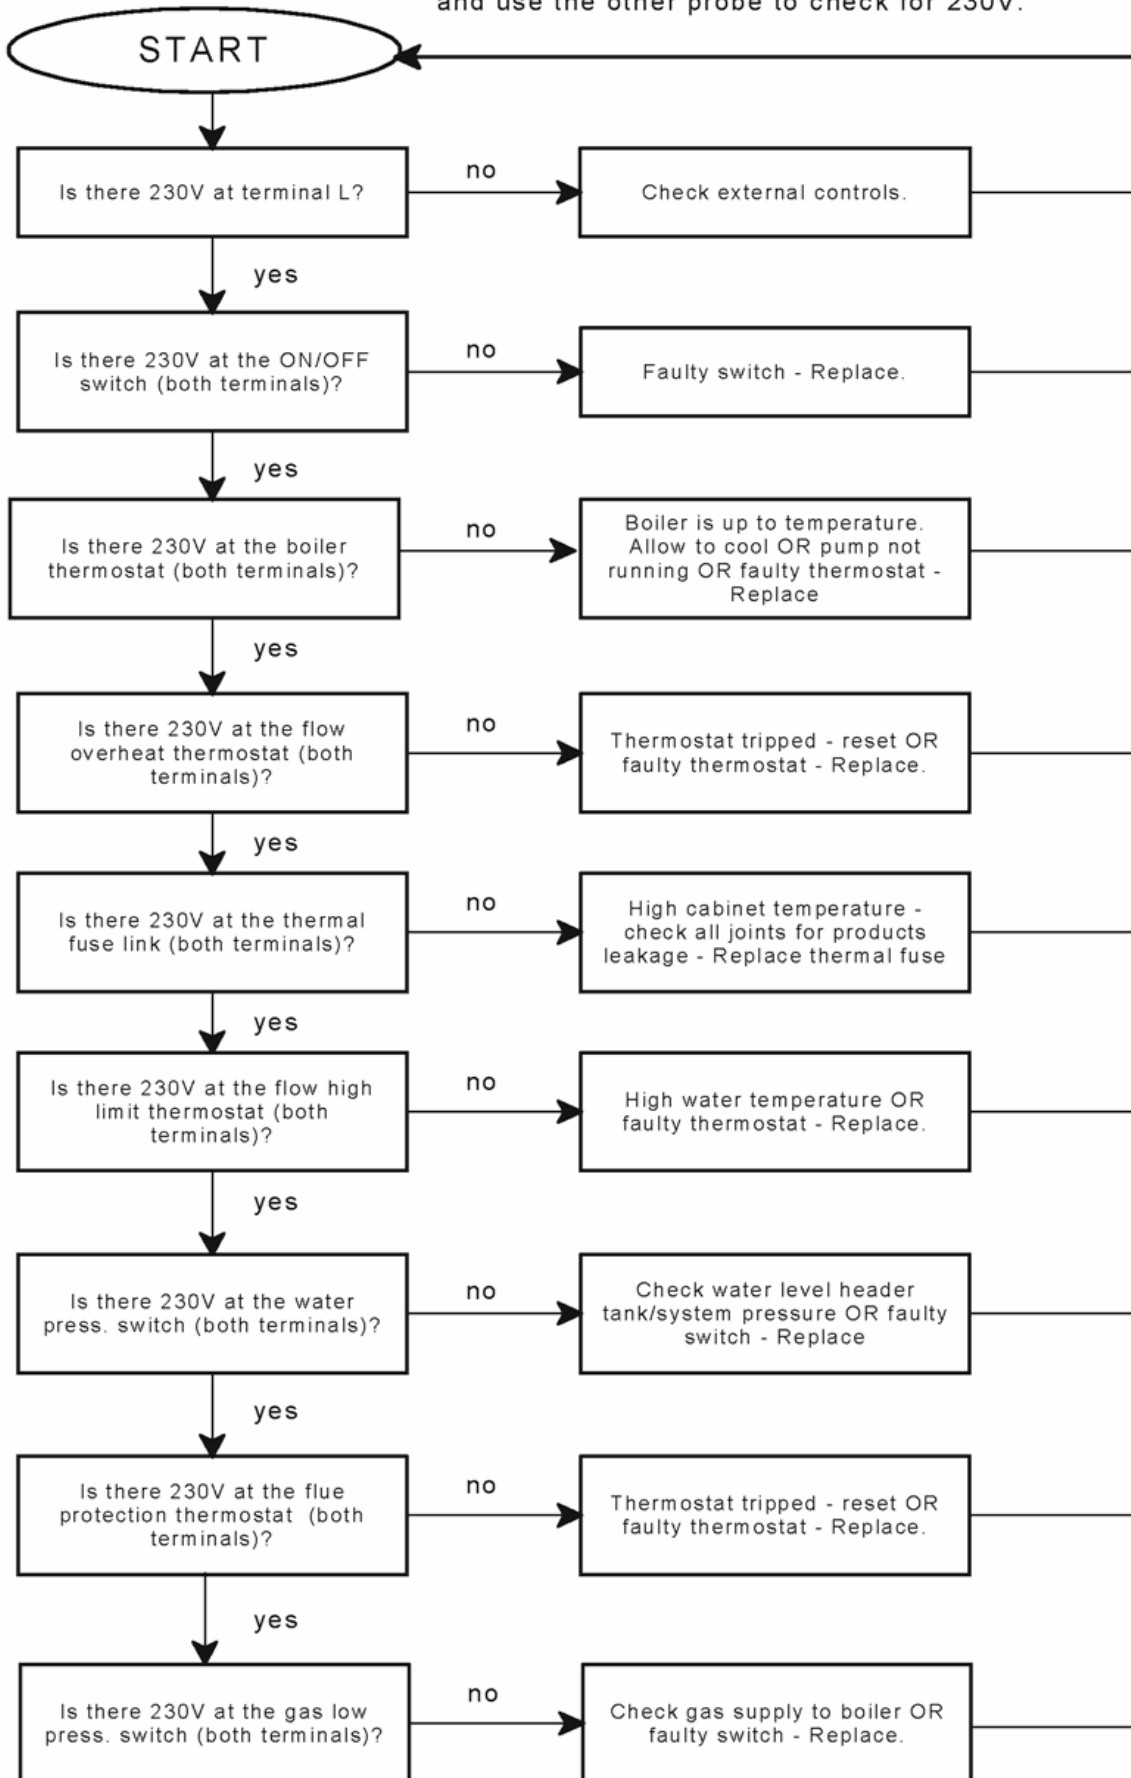 and use the other probe to check for 230V.
START
Is there 230V at terminal L?
no
Check external controls.
yes
Is there 230V at the ON/OFF
switch (both terminals)?
no
Faulty switch - Replace.
yes
Is there 230V at the boiler
thermostat (both terminals)?
no
Boiler is up to temperature.
Allow to cool OR pump not
running OR faulty thermostat -
Replace
yes
Is there 230V at the flow
overheat thermostat (both
terminals)?
no
Thermostat tripped - reset OR
faulty thermostat - Replace.
yes
Is there 230V at the thermal
fuse link (both terminals)?
no
High cabinet temperature -
check all joints for products
leakage - Replace thermal fuse
yes
Is there 230V at the flow high
limit thermostat (both
terminals)?
no
High water temperature OR
faulty thermostat - Replace.
yes
Is there 230V at the water
press. switch (both terminals)?
no
Check water level header
tank/system pressure OR faulty
switch - Replace
yes
Is there 230V at the flue
protection thermostat (both
terminals)?
no
Thermostat tripped - reset OR
faulty thermostat - Replace.
yes
Is there 230V at the gas low
press. switch (both terminals)?
no
Check gas supply to boiler OR
faulty switch - Replace.